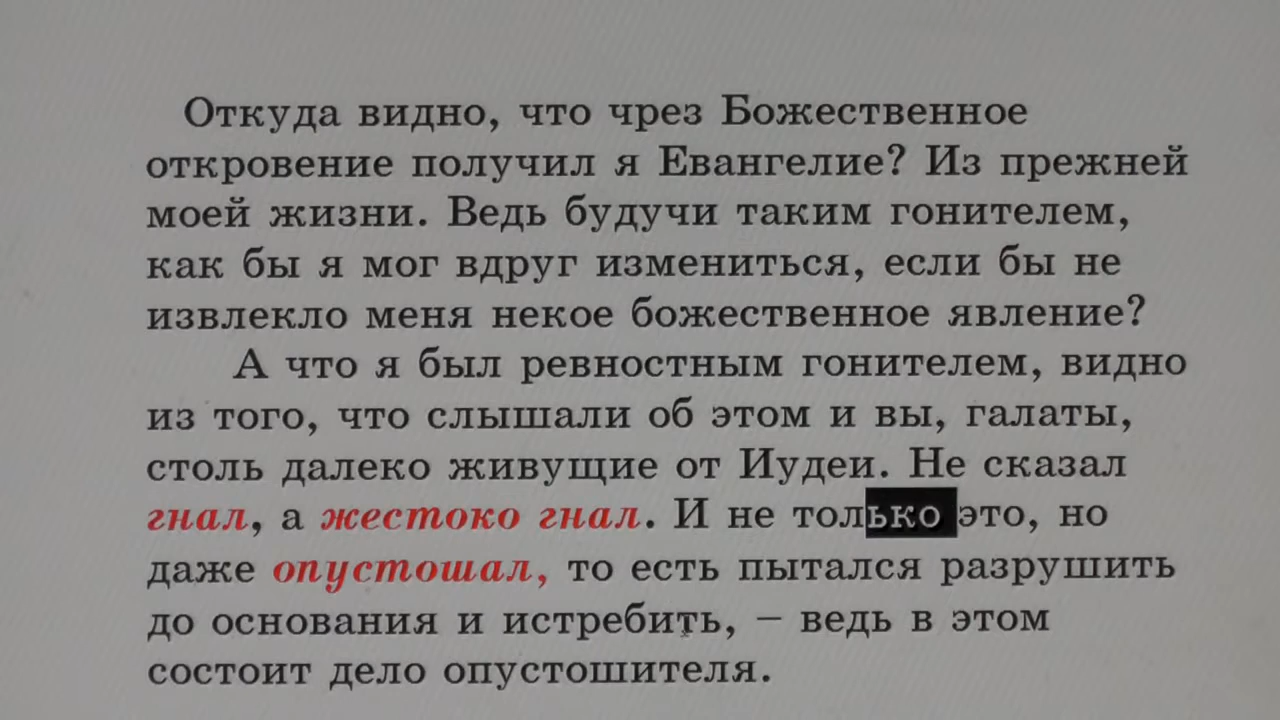 Откуда видно, что чрез Божественное
откровение получил я Евангелие? Из прежней
моей жизни. Ведь будучи таким гонителем,
как бы я мог вдруг измениться, если бы не
извлекло меня некое божественное явление?
А что я был ревностным гонителем, видно
из того, что слышали об этом и вы, галаты,
столь далеко живущие от Иудеи. Не сказал
гнал, а жестоко гнал. И не только это, но
даже опустошал, то есть пытался разрушить
до основания и истребить, – ведь в этом
состоит дело опустошителя.